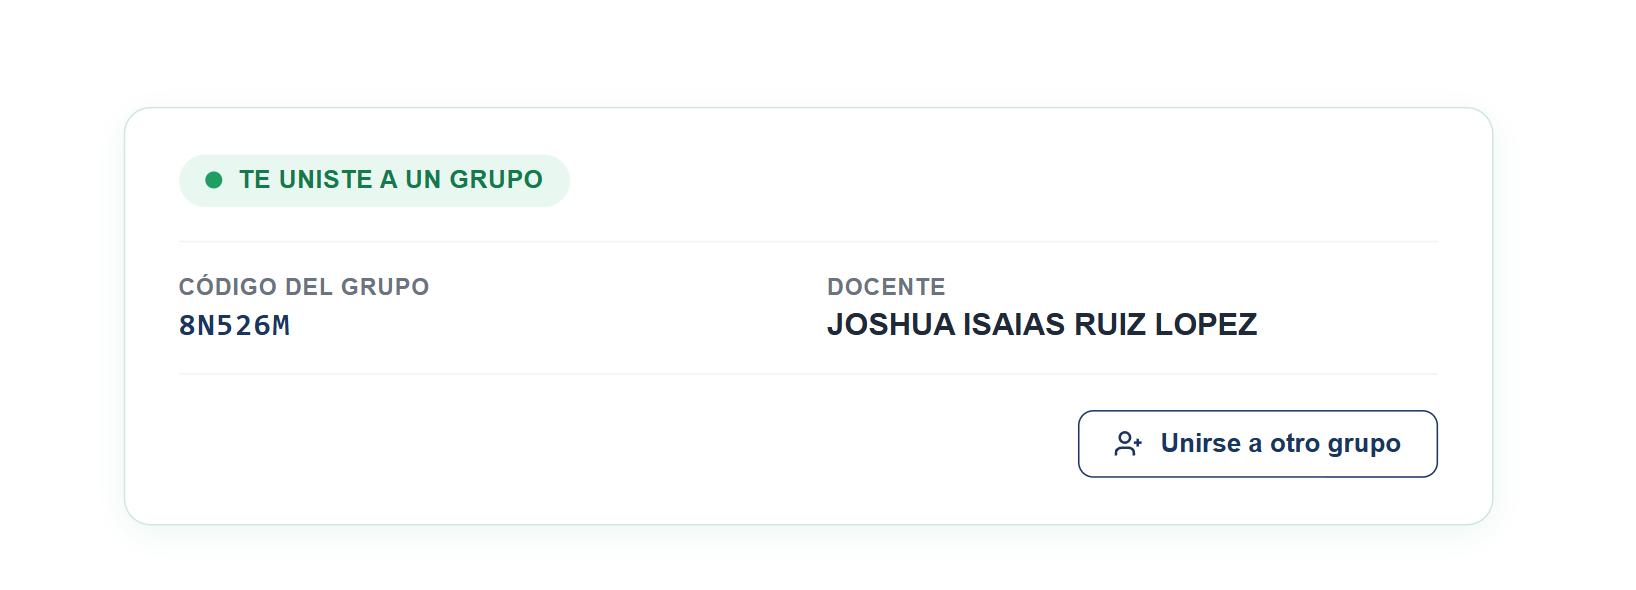 TE UNISTE A UN GRUPO
CÓDIGO DEL GRUPO
8N526M
DOCENTE
JOSHUA ISAIAS RUIZ LOPEZ
Unirse a otro grupo